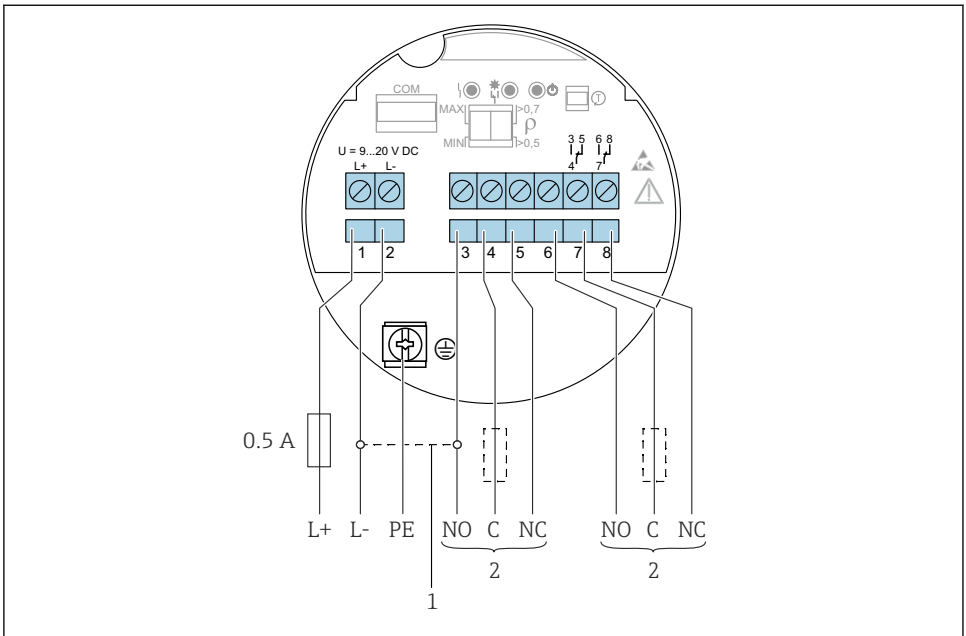 COM
MAX
>0,7
ρ
MIN
>0,5
T
U = 9...20 V DC
L+ L-
3 5 6 8
4 7
1 2 3 4 5 6 7 8
0.5 A
L+ L- PE NO C NC NO C NC
2 2
1